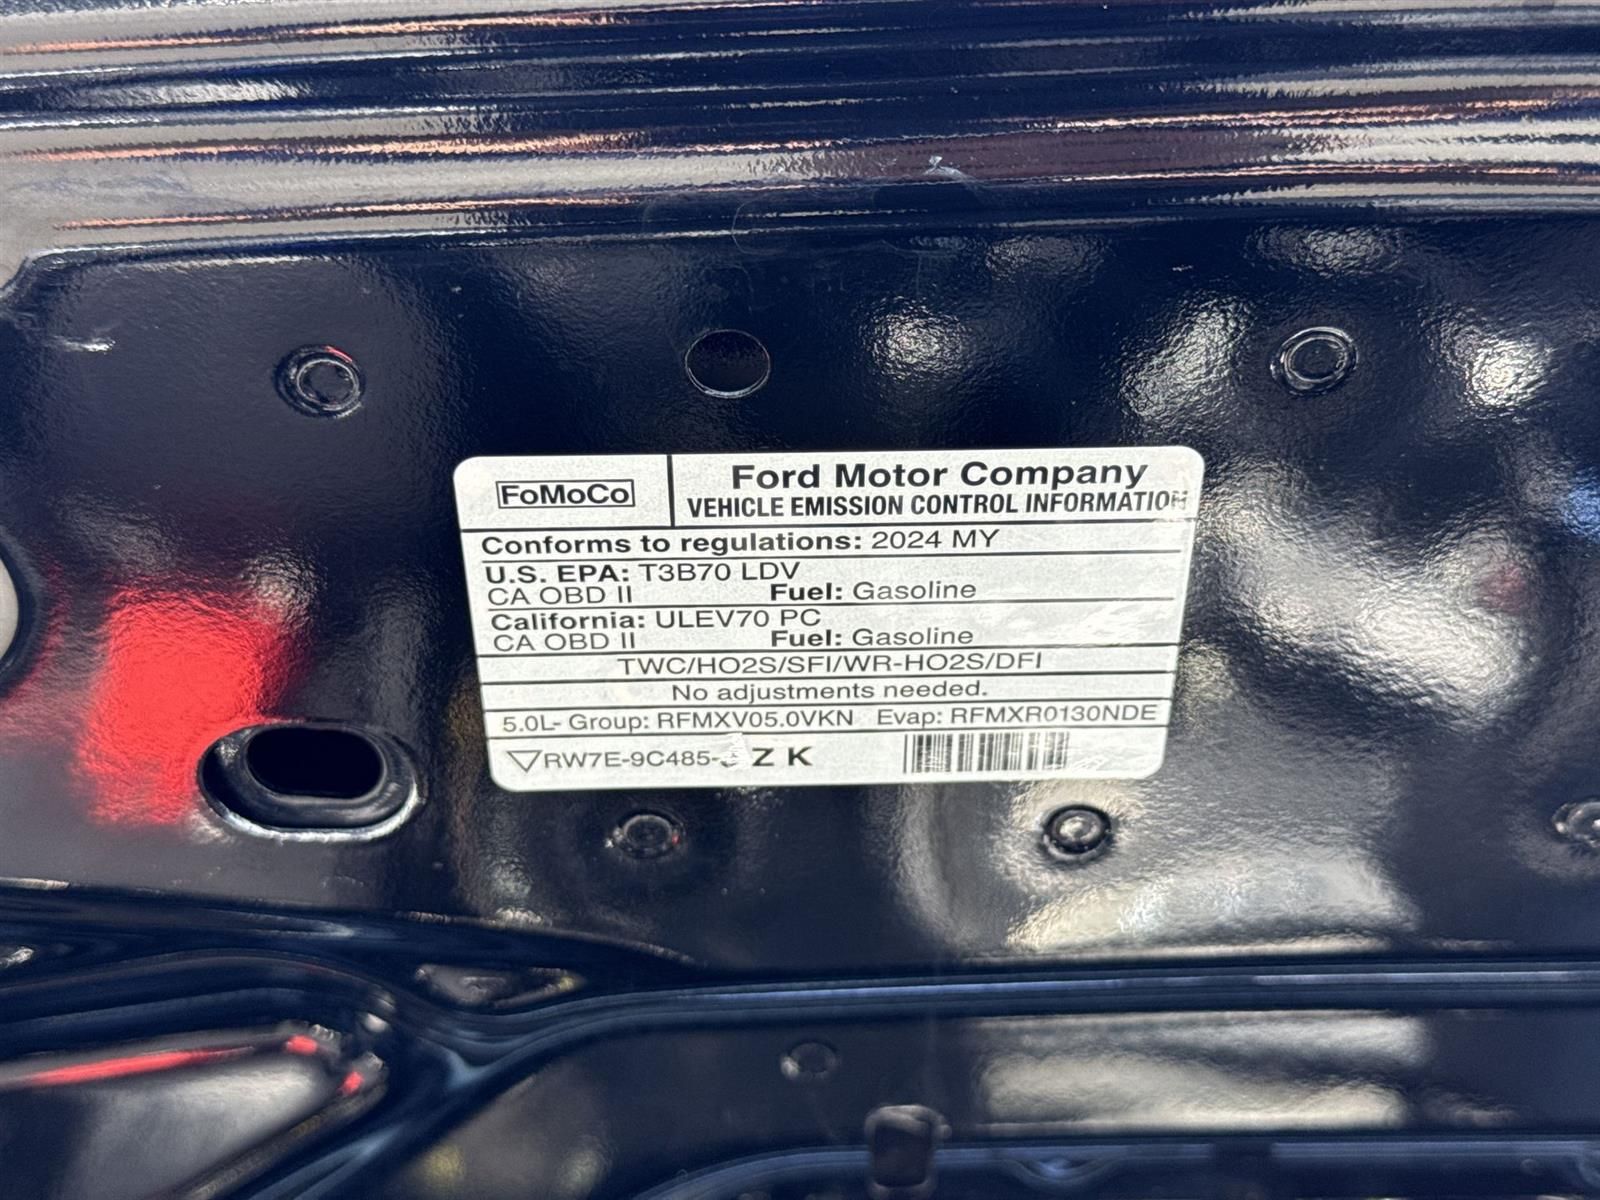 FoMoCo
Ford Motor Company
VEHICLE EMISSION CONTROL INFORMATION
Conforms to regulations: 2024 MY
U.S. EPA: T3B70 LDV
CA OBD II Fuel: Gasoline
California: ULEV70 PC
CA OBD II Fuel: Gasoline
TWC/HO2S/SFI/WR-HO2S/DFI
No adjustments needed.
5.0L- Group: RFMXV05.0VKN Evap: RFMXR0130NDE
RW7E-9C485- Z K